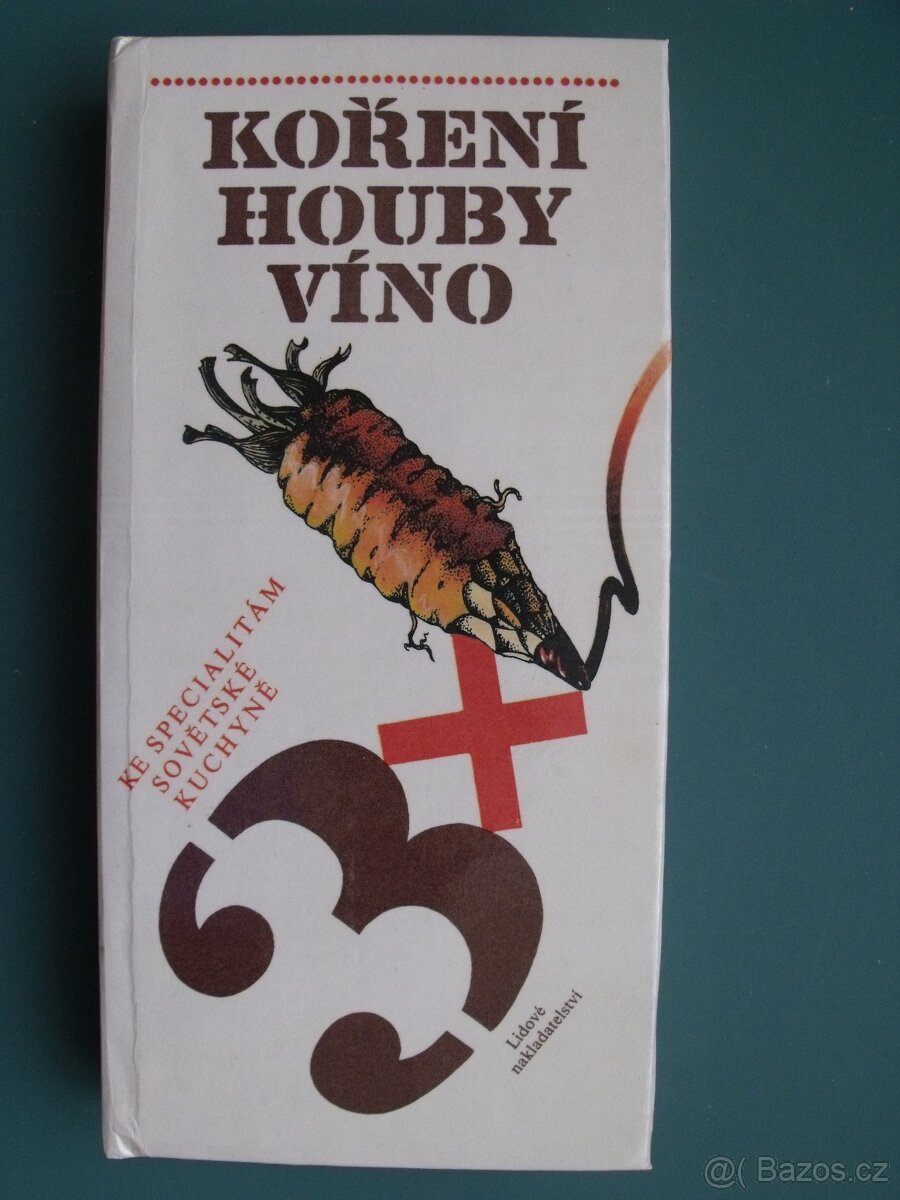 KOŘENÍ
HOUBY
VÍNO
KE SPECIALITÁM
SOVĚTSKÉ
KUCHYNĚ
3×
Lidové
nakladatelství
@( Bazos.cz